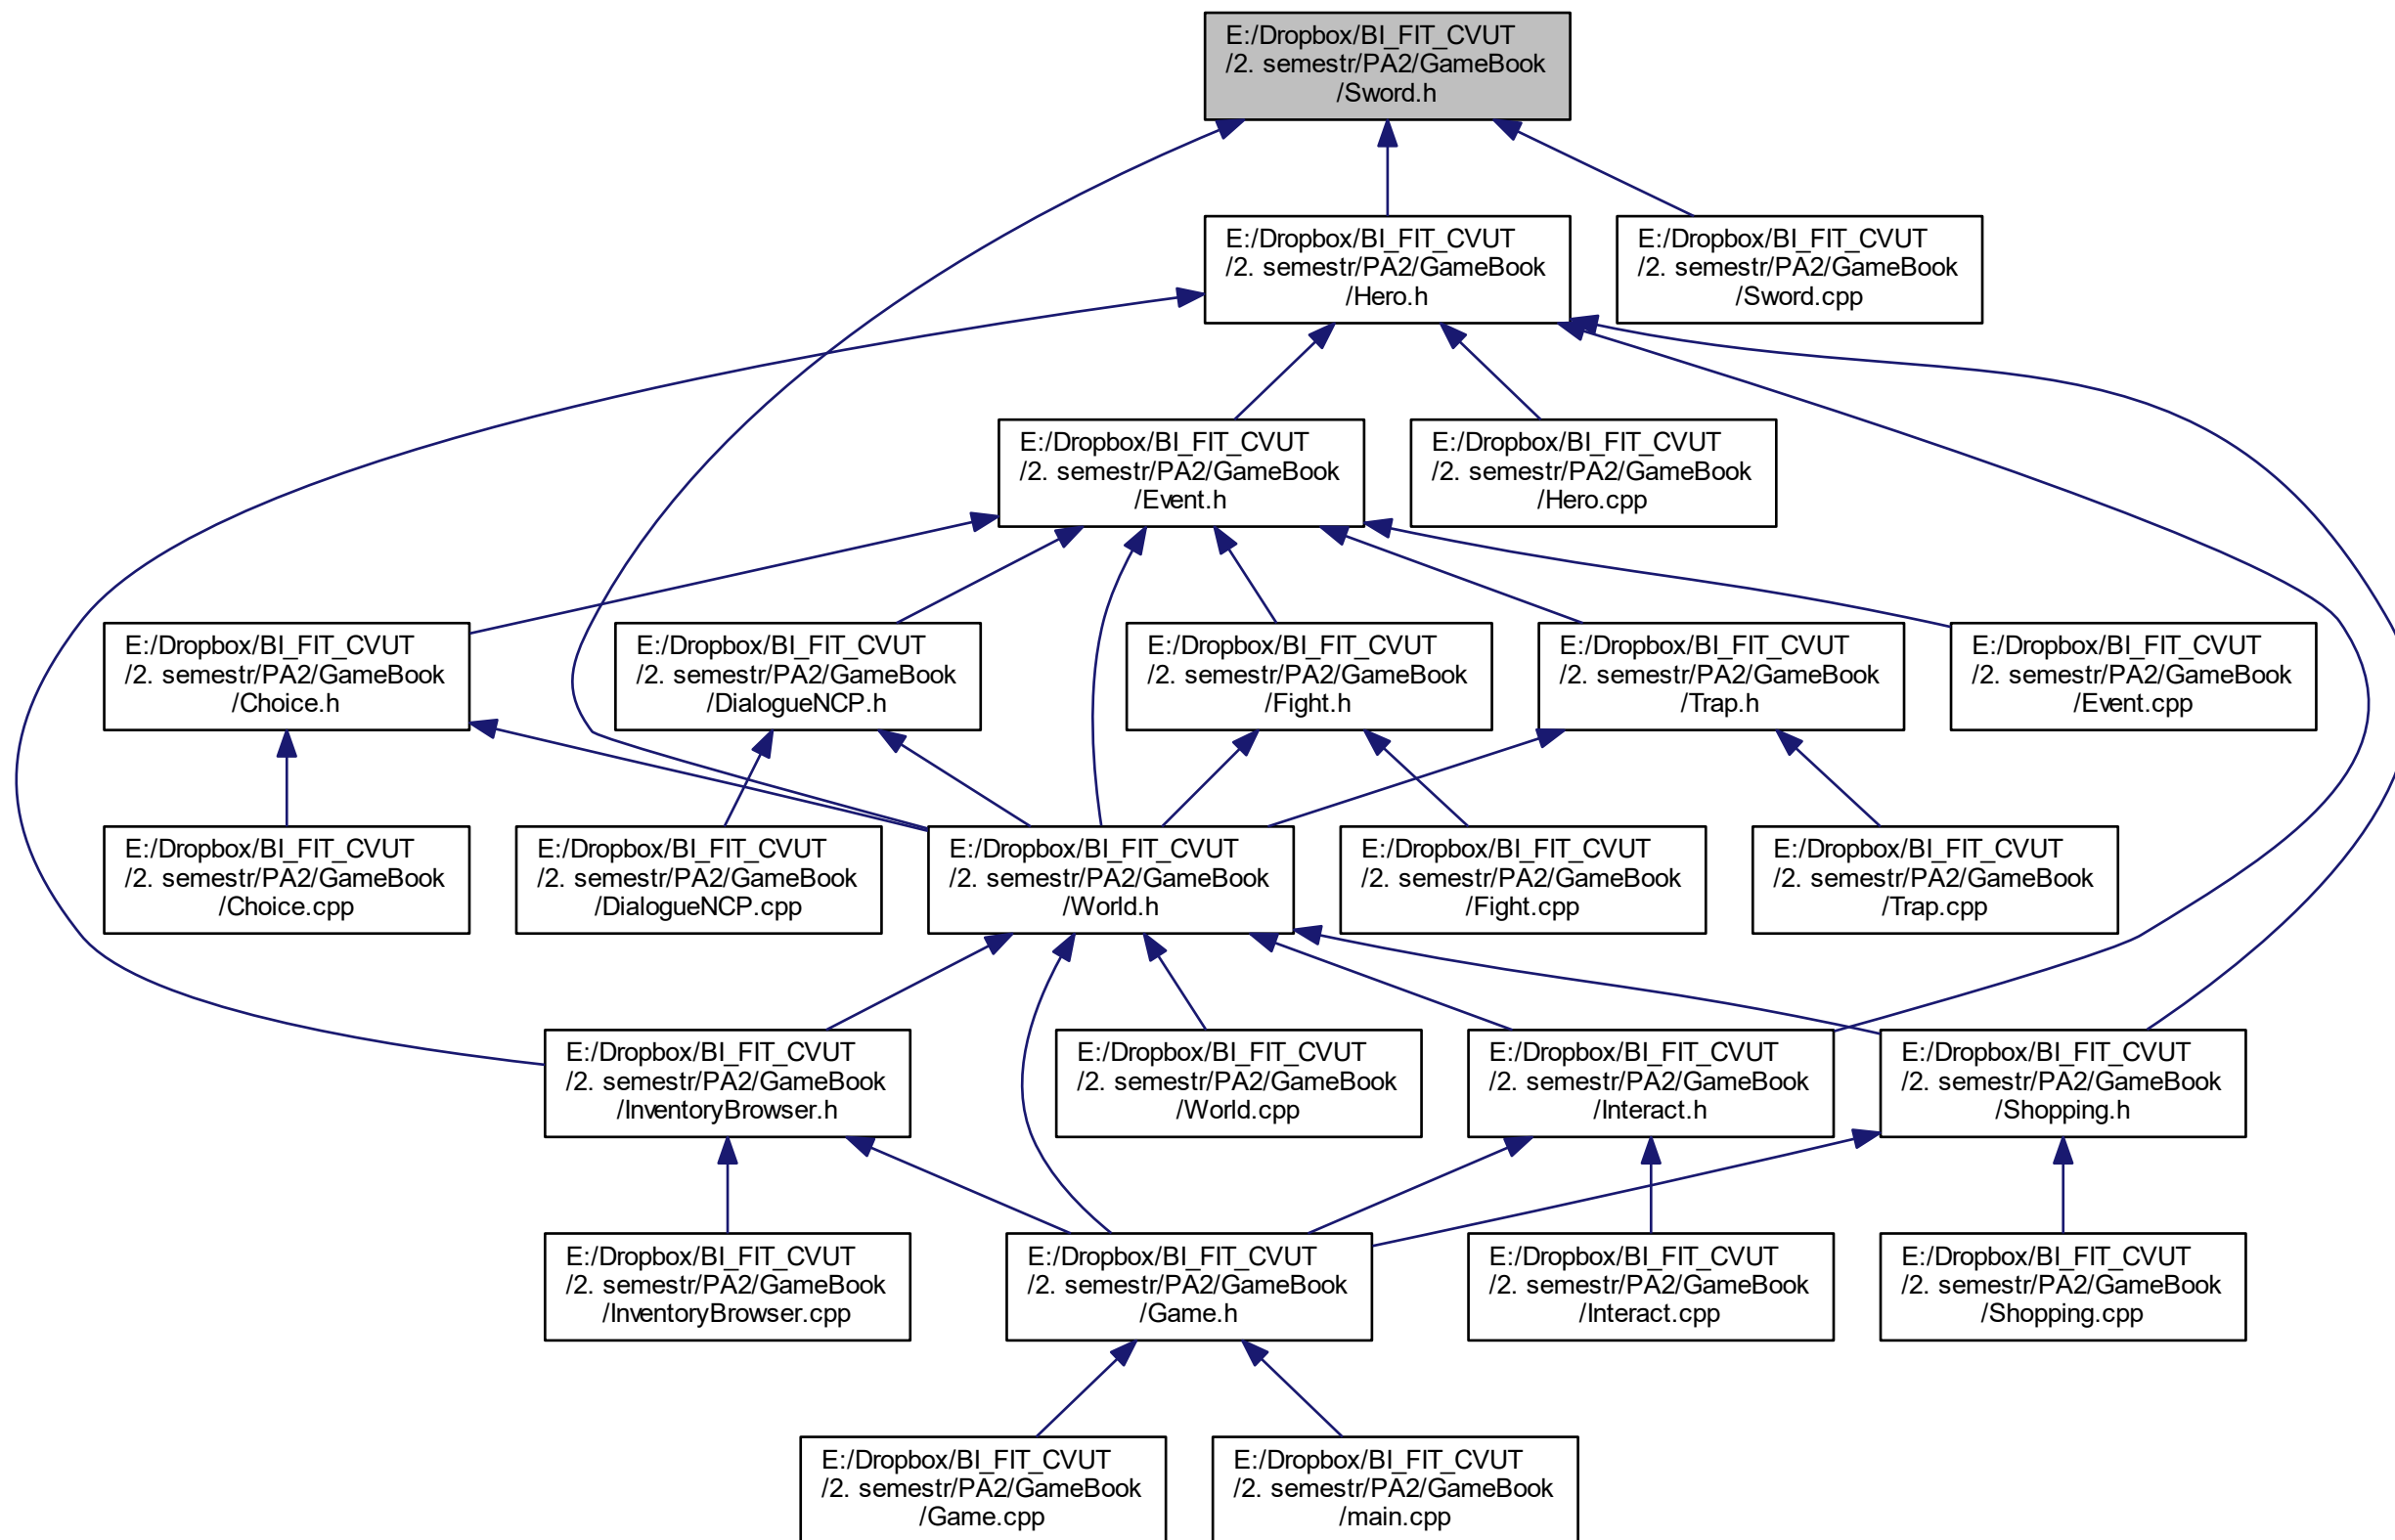 E:/Dropbox/BI_FIT_CVUT
/2. semestr/PA2/GameBook
/Sword.h
E:/Dropbox/BI_FIT_CVUT
/2. semestr/PA2/GameBook
/Hero.h
E:/Dropbox/BI_FIT_CVUT
/2. semestr/PA2/GameBook
/Sword.cpp
E:/Dropbox/BI_FIT_CVUT
/2. semestr/PA2/GameBook
/Event.h
E:/Dropbox/BI_FIT_CVUT
/2. semestr/PA2/GameBook
/Hero.cpp
E:/Dropbox/BI_FIT_CVUT
/2. semestr/PA2/GameBook
/Choice.h
E:/Dropbox/BI_FIT_CVUT
/2. semestr/PA2/GameBook
/DialogueNCP.h
E:/Dropbox/BI_FIT_CVUT
/2. semestr/PA2/GameBook
/Fight.h
E:/Dropbox/BI_FIT_CVUT
/2. semestr/PA2/GameBook
/Trap.h
E:/Dropbox/BI_FIT_CVUT
/2. semestr/PA2/GameBook
/Event.cpp
E:/Dropbox/BI_FIT_CVUT
/2. semestr/PA2/GameBook
/Choice.cpp
E:/Dropbox/BI_FIT_CVUT
/2. semestr/PA2/GameBook
/DialogueNCP.cpp
E:/Dropbox/BI_FIT_CVUT
/2. semestr/PA2/GameBook
/World.h
E:/Dropbox/BI_FIT_CVUT
/2. semestr/PA2/GameBook
/Fight.cpp
E:/Dropbox/BI_FIT_CVUT
/2. semestr/PA2/GameBook
/Trap.cpp
E:/Dropbox/BI_FIT_CVUT
/2. semestr/PA2/GameBook
/InventoryBrowser.h
E:/Dropbox/BI_FIT_CVUT
/2. semestr/PA2/GameBook
/World.cpp
E:/Dropbox/BI_FIT_CVUT
/2. semestr/PA2/GameBook
/Interact.h
E:/Dropbox/BI_FIT_CVUT
/2. semestr/PA2/GameBook
/Shopping.h
E:/Dropbox/BI_FIT_CVUT
/2. semestr/PA2/GameBook
/InventoryBrowser.cpp
E:/Dropbox/BI_FIT_CVUT
/2. semestr/PA2/GameBook
/Game.h
E:/Dropbox/BI_FIT_CVUT
/2. semestr/PA2/GameBook
/Interact.cpp
E:/Dropbox/BI_FIT_CVUT
/2. semestr/PA2/GameBook
/Shopping.cpp
E:/Dropbox/BI_FIT_CVUT
/2. semestr/PA2/GameBook
/Game.cpp
E:/Dropbox/BI_FIT_CVUT
/2. semestr/PA2/GameBook
/main.cpp